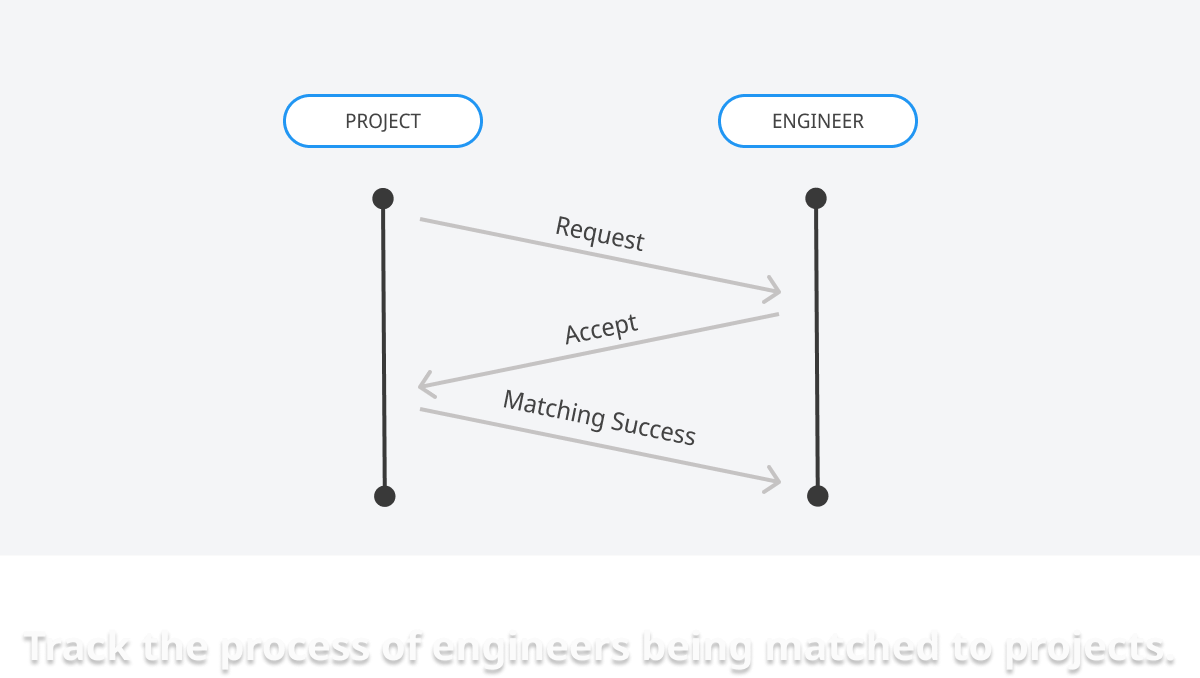 PROJECT
ENGINEER
Request
Accept
Matching Success
Track the process of engineers being matched to projects.